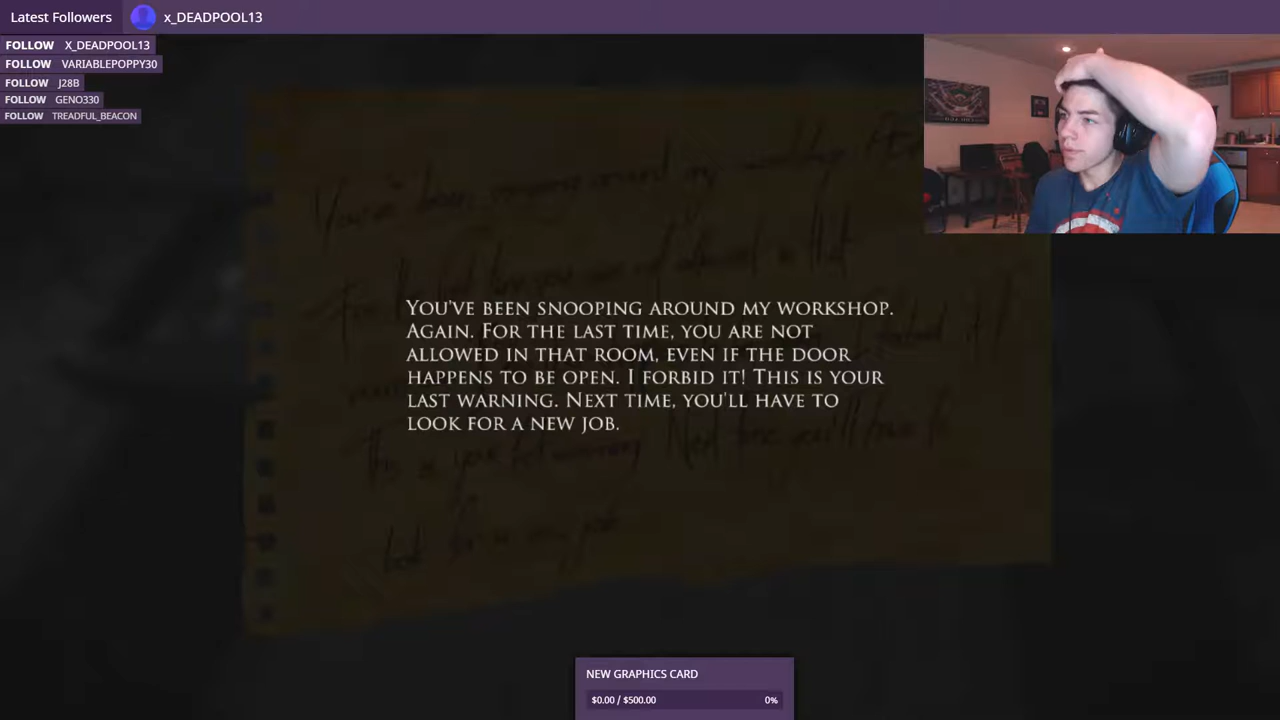 Latest Followers x_DEADPOOL13
FOLLOW X_DEADPOOL13
FOLLOW VARIABLEPOPPY30
FOLLOW J28B
FOLLOW GENO330
FOLLOW TREADFUL_BEACON
YOU'VE BEEN SNOOPING AROUND MY WORKSHOP.
AGAIN. FOR THE LAST TIME, YOU ARE NOT
ALLOWED IN THAT ROOM, EVEN IF THE DOOR
HAPPENS TO BE OPEN. I FORBID IT! THIS IS YOUR
LAST WARNING. NEXT TIME, YOU'LL HAVE TO
LOOK FOR A NEW JOB.
NEW GRAPHICS CARD
$0.00 / $500.00 0%